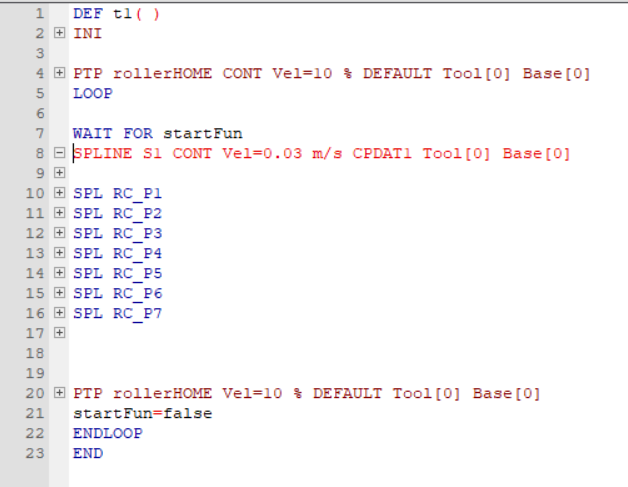 1 DEF t1( )
2 INI
3
4 PTP rollerHOME CONT Vel=10 % DEFAULT Tool[0] Base[0]
5 LOOP
6
7 WAIT FOR startFun
8 SPLINE S1 CONT Vel=0.03 m/s CPDAT1 Tool[0] Base[0]
9
10 SPL RC_P1
11 SPL RC_P2
12 SPL RC_P3
13 SPL RC_P4
14 SPL RC_P5
15 SPL RC_P6
16 SPL RC_P7
17
18
19
20 PTP rollerHOME Vel=10 % DEFAULT Tool[0] Base[0]
21 startFun=false
22 ENDLOOP
23 END